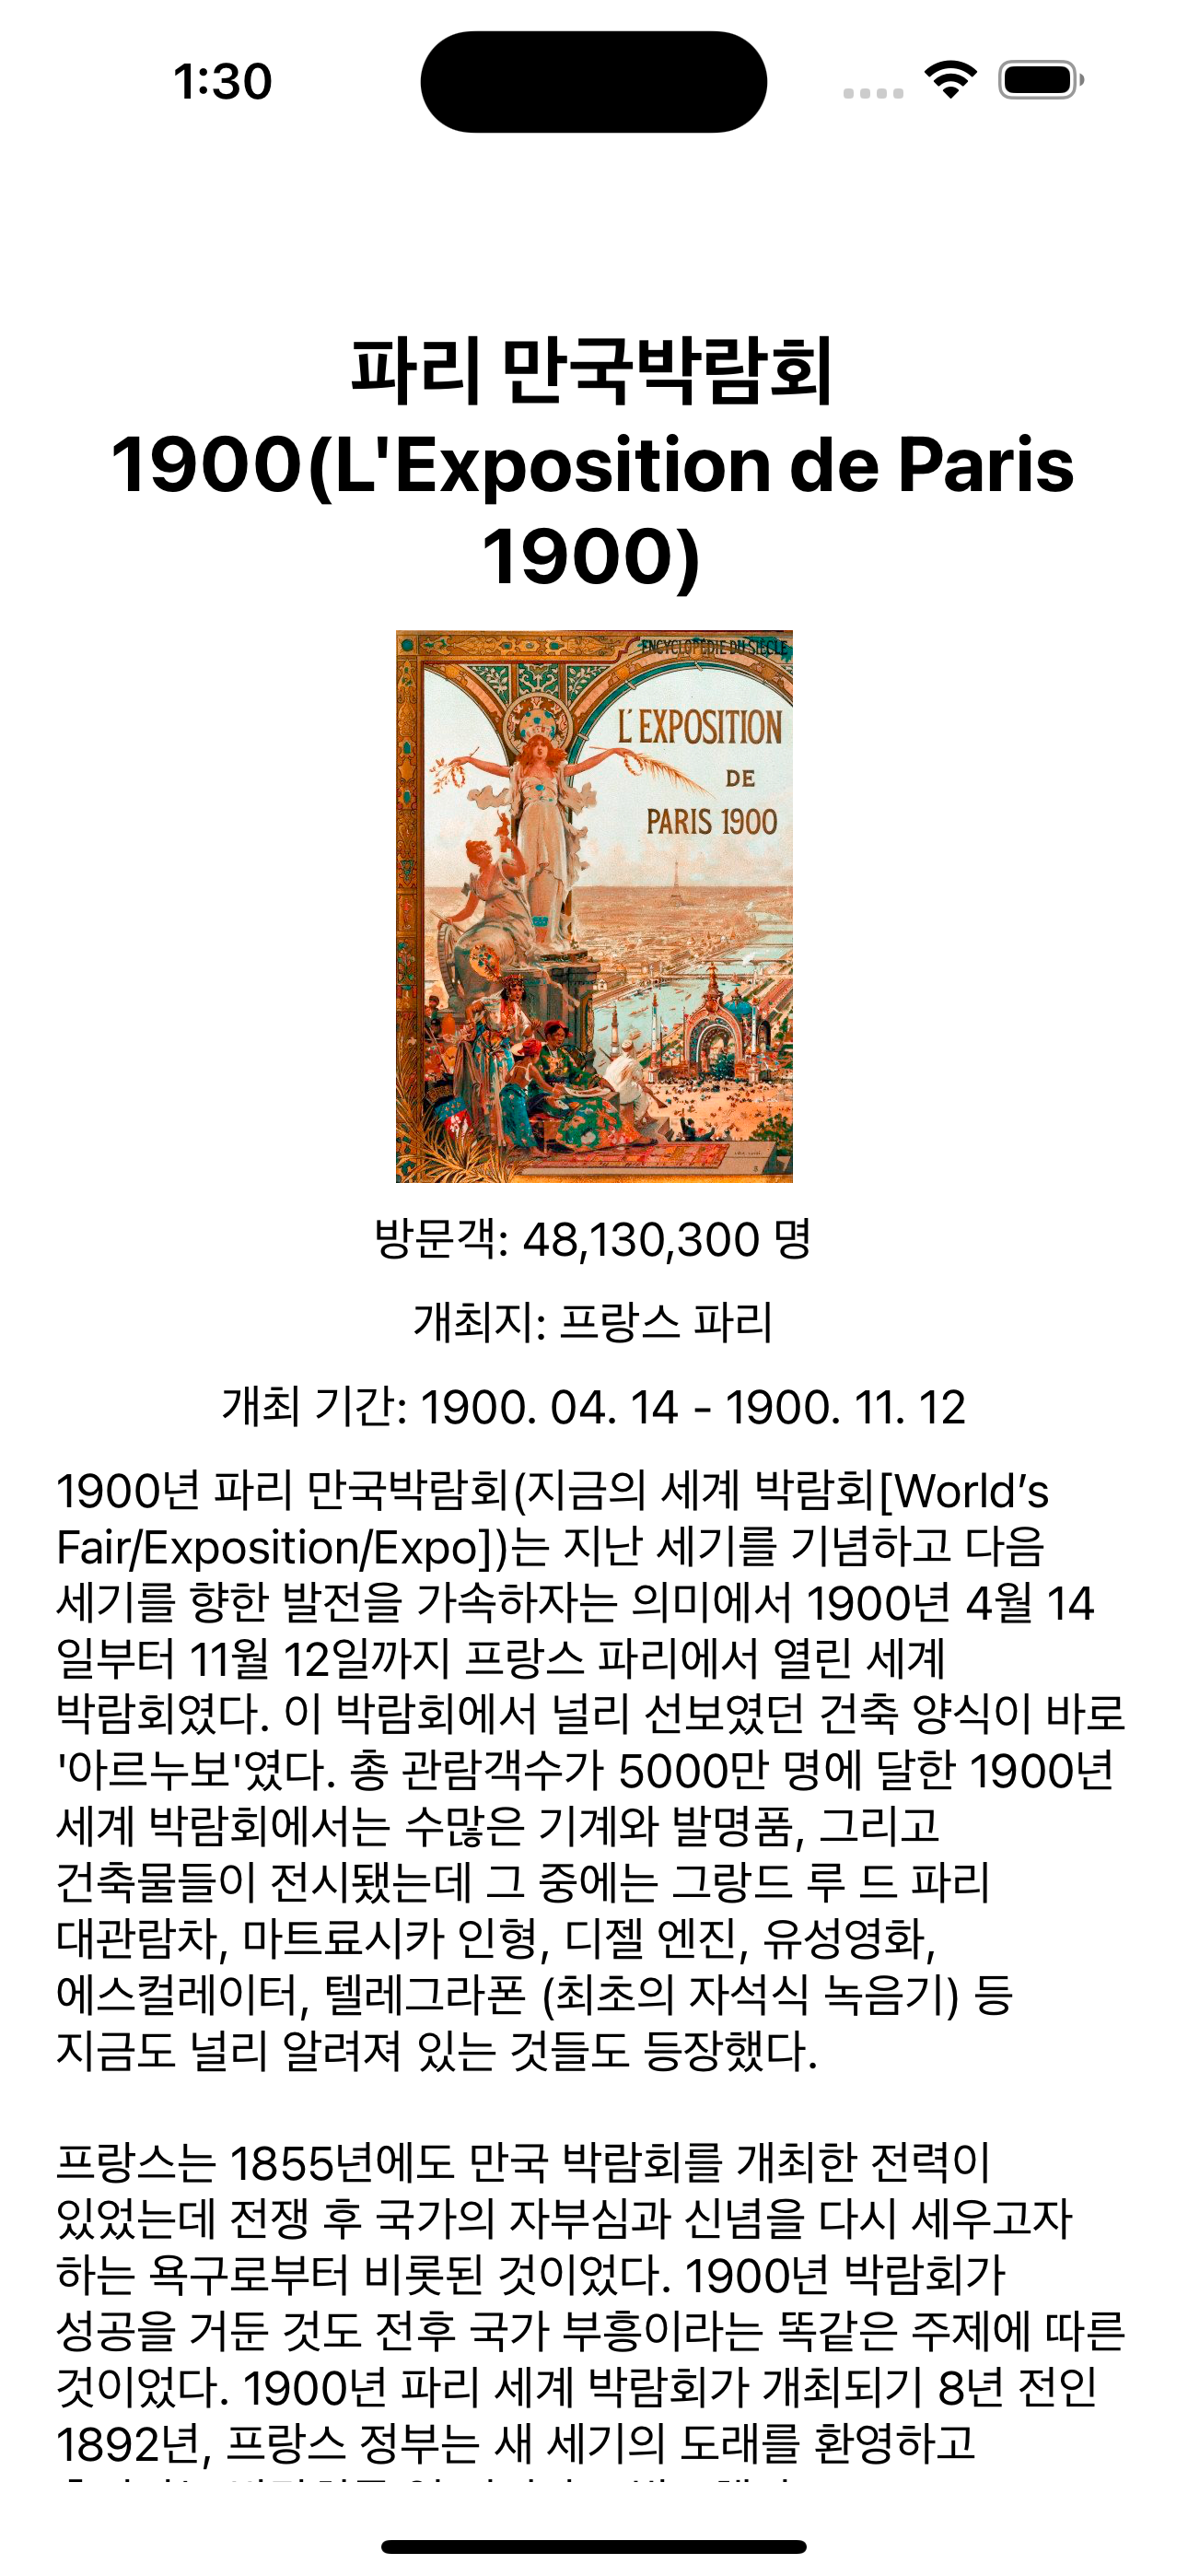 1:30
파리 만국박람회
1900(L'Exposition de Paris
1900)
ENCYCLOPÉDIE DU SIÈCLE
L'EXPOSITION
DE
PARIS 1900
방문객: 48,130,300 명
개최지: 프랑스 파리
개최 기간: 1900. 04. 14 - 1900. 11. 12
1900년 파리 만국박람회(지금의 세계 박람회[World’s
Fair/Exposition/Expo])는 지난 세기를 기념하고 다음
세기를 향한 발전을 가속하자는 의미에서 1900년 4월 14
일부터 11월 12일까지 프랑스 파리에서 열린 세계
박람회였다. 이 박람회에서 널리 선보였던 건축 양식이 바로
'아르누보'였다. 총 관람객수가 5000만 명에 달한 1900년
세계 박람회에서는 수많은 기계와 발명품, 그리고
건축물들이 전시됐는데 그 중에는 그랑드 루 드 파리
대관람차, 마트료시카 인형, 디젤 엔진, 유성영화,
에스컬레이터, 텔레그라폰 (최초의 자석식 녹음기) 등
지금도 널리 알려져 있는 것들도 등장했다.
프랑스는 1855년에도 만국 박람회를 개최한 전력이
있었는데 전쟁 후 국가의 자부심과 신념을 다시 세우고자
하는 욕구로부터 비롯된 것이었다. 1900년 박람회가
성공을 거둔 것도 전후 국가 부흥이라는 똑같은 주제에 따른
것이었다. 1900년 파리 세계 박람회가 개최되기 8년 전인
1892년, 프랑스 정부는 새 세기의 도래를 환영하고